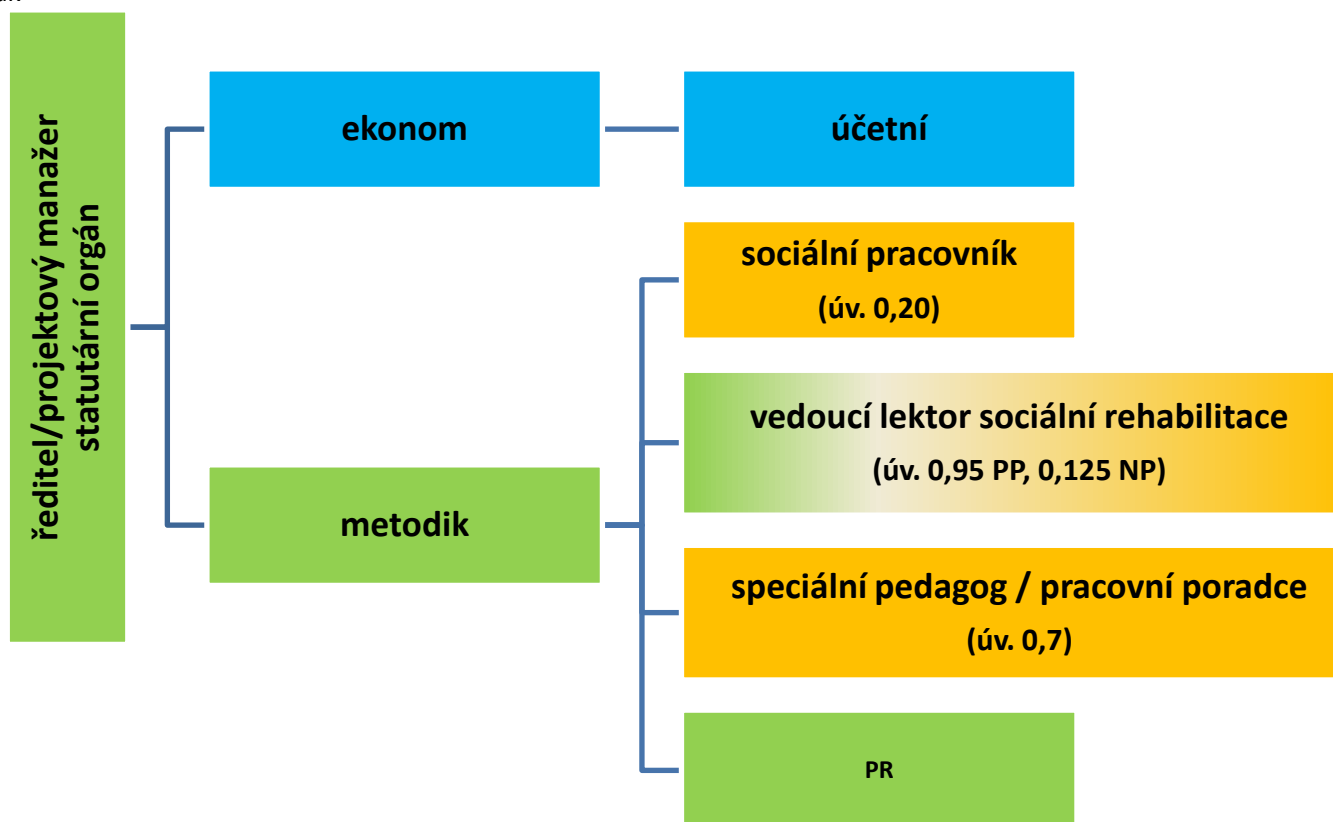 ředitel/projektový manažer
statutární orgán
ekonom
účetní
sociální pracovník
(úv. 0,20)
vedoucí lektor sociální rehabilitace
(úv. 0,95 PP, 0,125 NP)
metodik
speciální pedagog / pracovní poradce
(úv. 0,7)
PR